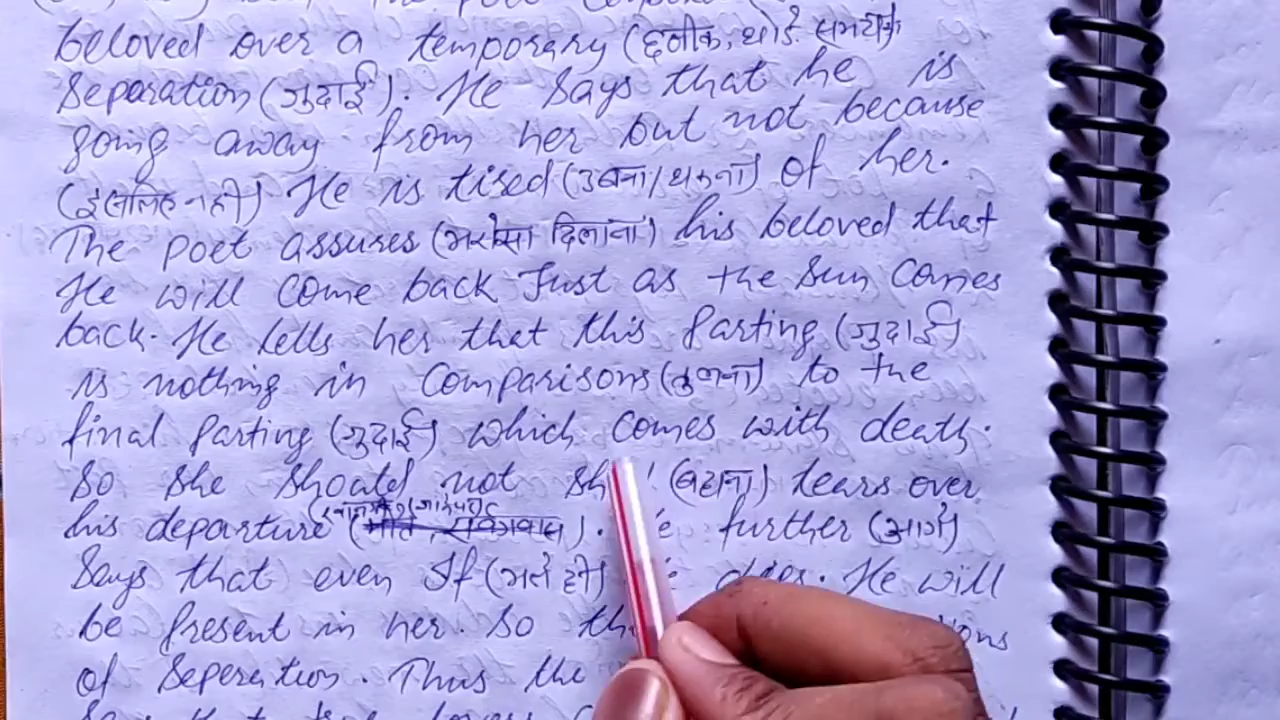 beloved over a temporary (
Separation (जुदाई). He Says that he is
going away from her but not because
(इसलिए नहीं) He is tired (उबना/थकना) of her.
The poet assures (भरोसा दिलाना) his beloved that
He will come back Just as the Sun Comes
back. He tells her that this Parting (जुदाई)
is nothing in Comparisons (तुलना) to the
final Parting (जुदाई) which comes with death.
So she should not (बहाना) tears over
his departure ( ). further (आगे)
Says that even If (भले ही) dies. He will
be Present in her. So
of Seperation. Thus the